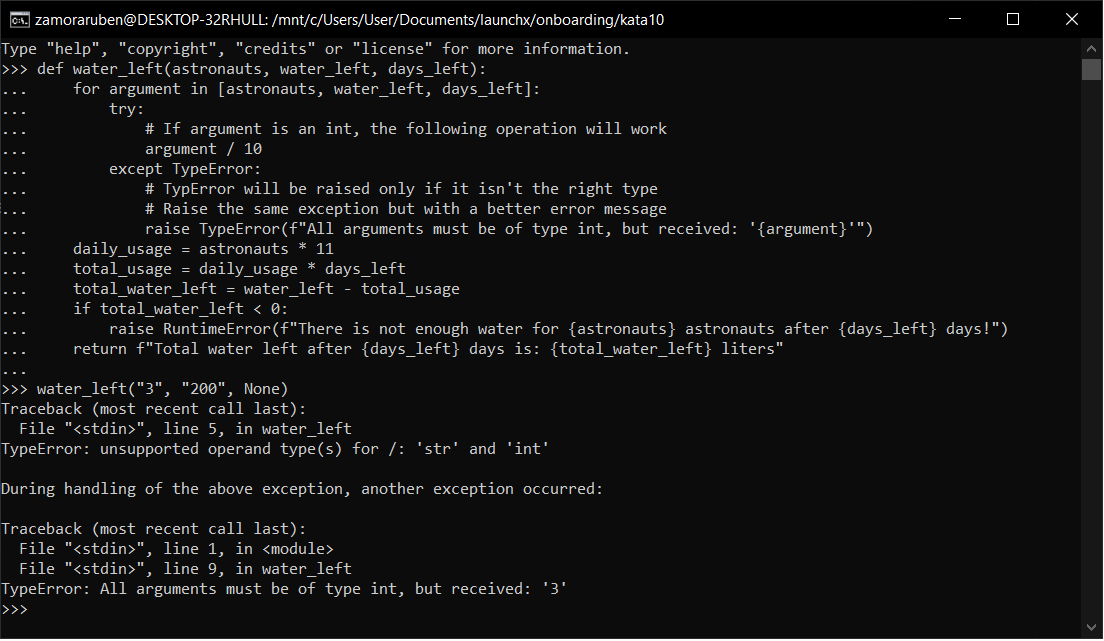 zamoraruben@DESKTOP-32RHULL: /mnt/c/Users/User/Documents/launchx/onboarding/kata10
Type "help", "copyright", "credits" or "license" for more information.
>>> def water_left(astronauts, water_left, days_left):
...     for argument in [astronauts, water_left, days_left]:
...         try:
...             # If argument is an int, the following operation will work
...             argument / 10
...         except TypeError:
...             # TypError will be raised only if it isn't the right type
...             # Raise the same exception but with a better error message
...             raise TypeError(f"All arguments must be of type int, but received: '{argument}'")
...     daily_usage = astronauts * 11
...     total_usage = daily_usage * days_left
...     total_water_left = water_left - total_usage
...     if total_water_left < 0:
...         raise RuntimeError(f"There is not enough water for {astronauts} astronauts after {days_left} days!")
...     return f"Total water left after {days_left} days is: {total_water_left} liters"
...
>>> water_left("3", "200", None)
Traceback (most recent call last):
  File "<stdin>", line 5, in water_left
TypeError: unsupported operand type(s) for /: 'str' and 'int'

During handling of the above exception, another exception occurred:

Traceback (most recent call last):
  File "<stdin>", line 1, in <module>
  File "<stdin>", line 9, in water_left
TypeError: All arguments must be of type int, but received: '3'
>>>